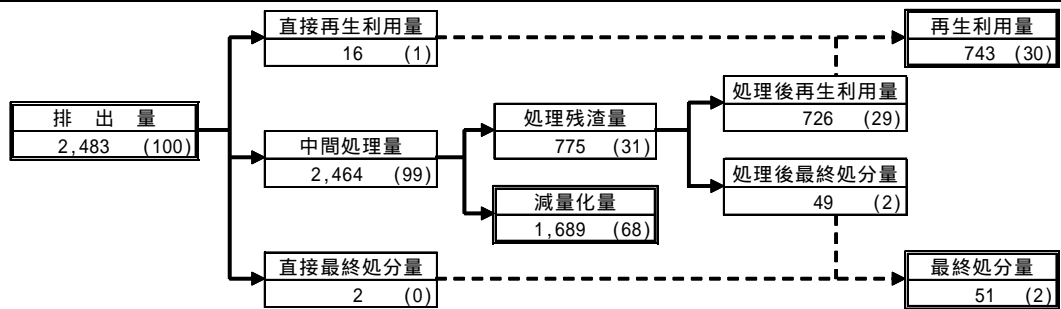 直接再生利用量
16 (1)
再生利用量
743 (30)
処理後再生利用量
726 (29)
排 出 量
2,483 (100)
中間処理量
2,464 (99)
処理残渣量
775 (31)
処理後最終処分量
49 (2)
減量化量
1,689 (68)
直接最終処分量
2 (0)
最終処分量
51 (2)